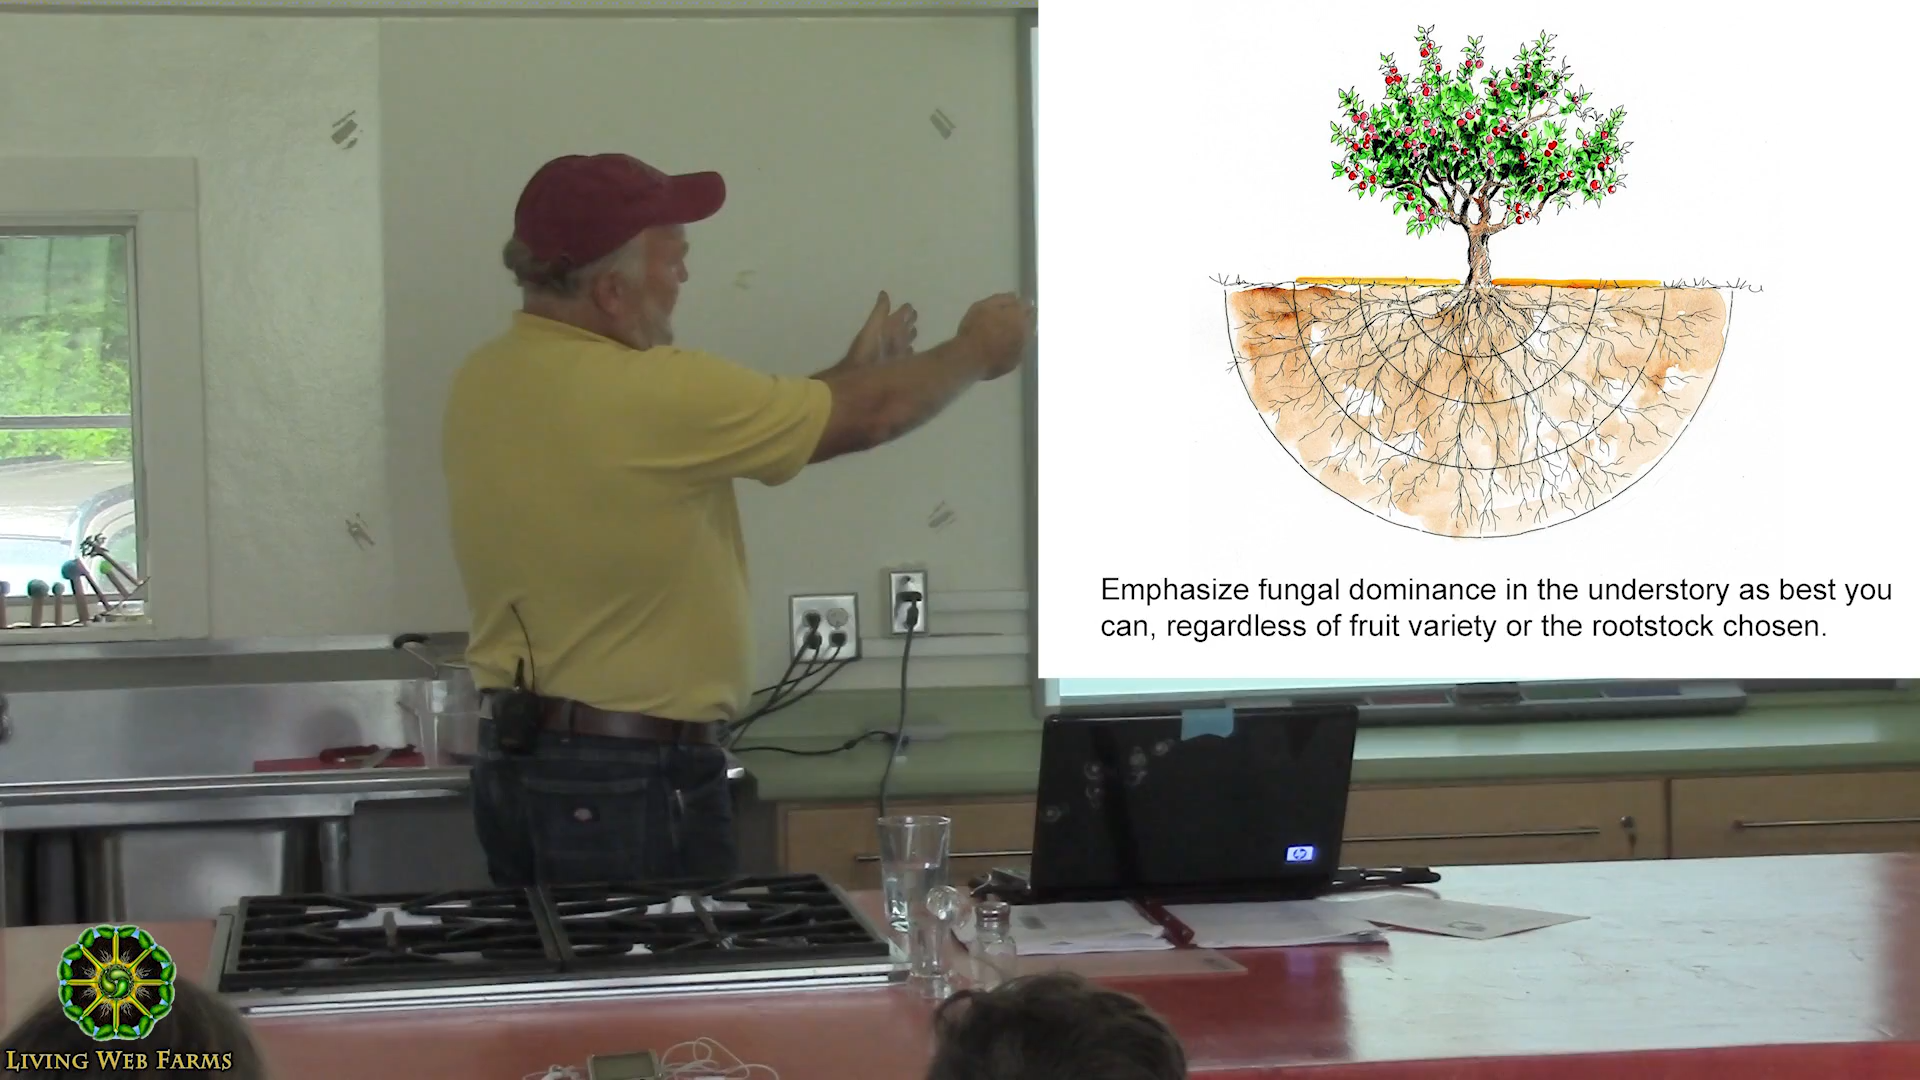 Emphasize fungal dominance in the understory as best you
can, regardless of fruit variety or the rootstock chosen.
hp
LIVING WEB FARMS